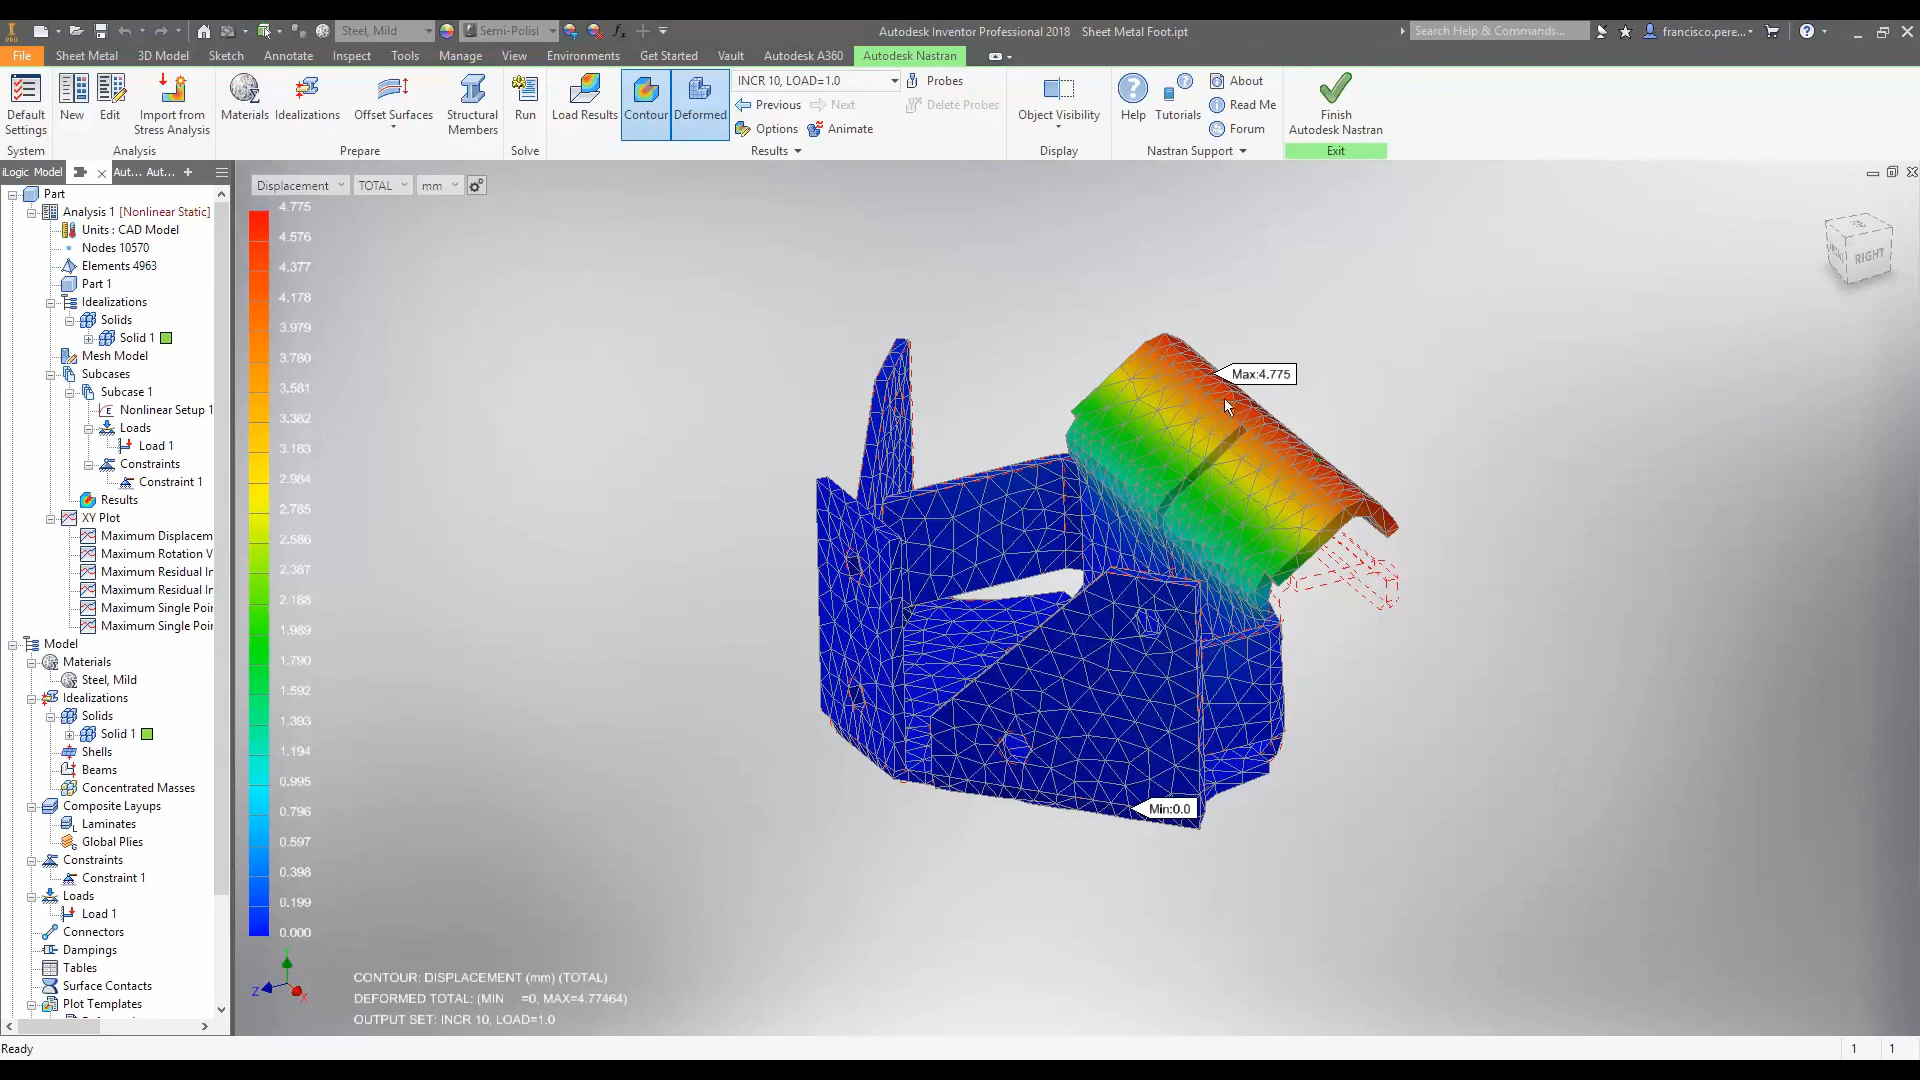 PRO
Steel, Mild
Semi-Polisl
Autodesk Inventor Professional 2018 Sheet Metal Foot.ipt
Search Help & Commands...
francisco.pere...
File Sheet Metal 3D Model Sketch Annotate Inspect Tools Manage View Environments Get Started Vault Autodesk A360 Autodesk Nastran
Default Settings
System
New
Edit
Import from Stress Analysis
Analysis
Materials
Idealizations
Offset Surfaces
Structural Members
Prepare
Run
Solve
Load Results
Contour
Deformed
INCR 10, LOAD=1.0
Probes
Previous
Next
Delete Probes
Options
Animate
Results
Object Visibility
Display
Help
Tutorials
About
Read Me
Forum
Nastran Support
Finish Autodesk Nastran
Exit
iLogic Model
Aut... Aut...
Part
Analysis 1 [Nonlinear Static]
Units : CAD Model
Nodes 10570
Elements 4963
Part 1
Idealizations
Solids
Solid 1
Mesh Model
Subcases
Subcase 1
Nonlinear Setup 1
Loads
Load 1
Constraints
Constraint 1
Results
XY Plot
Maximum Displacem
Maximum Rotation V
Maximum Residual In
Maximum Residual In
Maximum Single Poir
Maximum Single Poir
Model
Materials
Steel, Mild
Idealizations
Solids
Solid 1
Shells
Beams
Concentrated Masses
Composite Layups
Laminates
Global Plies
Constraints
Constraint 1
Loads
Load 1
Connectors
Dampings
Tables
Surface Contacts
Plot Templates
Displacement
TOTAL
mm
4.775
4.576
4.377
4.178
3.979
3.780
3.581
3.382
3.183
2.984
2.785
2.586
2.387
2.188
1.989
1.790
1.592
1.393
1.194
0.995
0.796
0.597
0.398
0.199
0.000
Max:4.775
Min:0.0
RIGHT
Z
X
CONTOUR: DISPLACEMENT (mm) (TOTAL)
DEFORMED TOTAL: (MIN =0, MAX=4.77464)
OUTPUT SET: INCR 10, LOAD=1.0
Ready
1 1